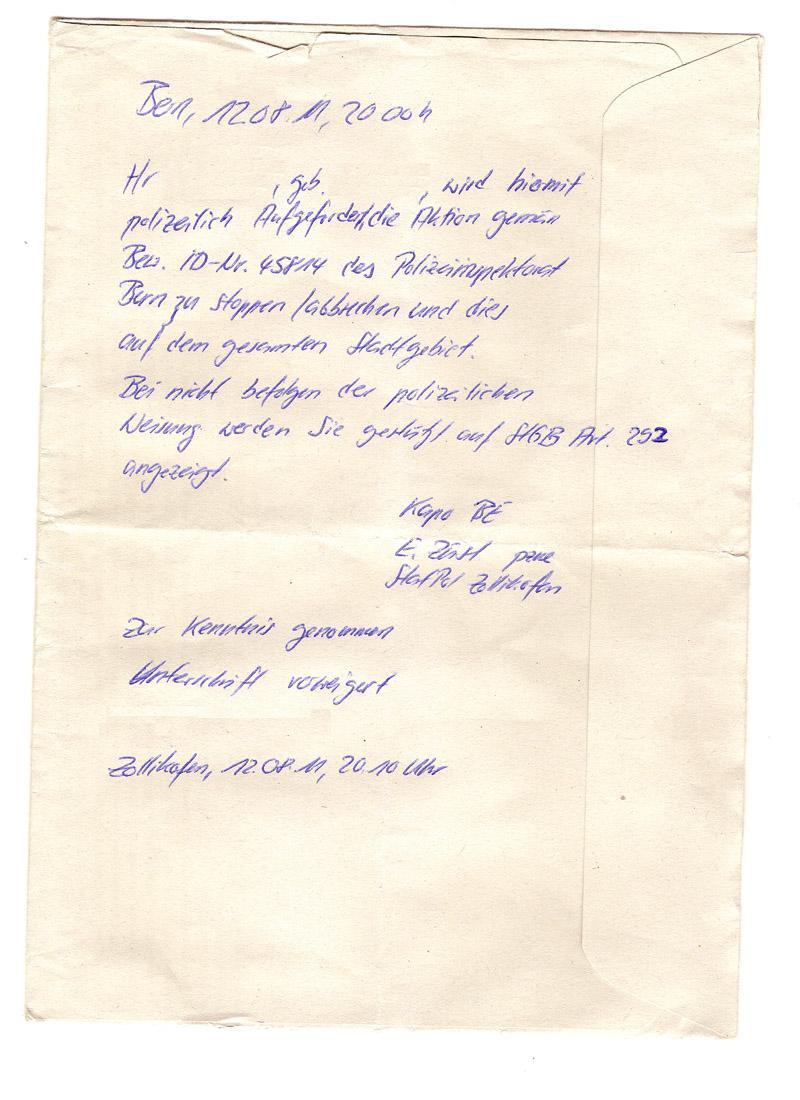 Bern, 12.08.11, 20 00h
Hr , geb. , wird hiermit
polizeilich Aufgefordert, die Aktion gemäss
Bew. ID-Nr. 45814 des Polizeiinspektorat
Bern zu stoppen / abbrechen und dies
auf dem gesamten Stadtgebiet.
Bei nicht befolgen der polizeilichen
Weisung werden Sie gestützt auf StGB Art. 292
angezeigt.
Kapo BE
E. Zürst
StaPol Zollikofen
Zur Kenntnis genommen
Unterschrift verweigert
Zollikofen, 12.08.11, 20.10 Uhr